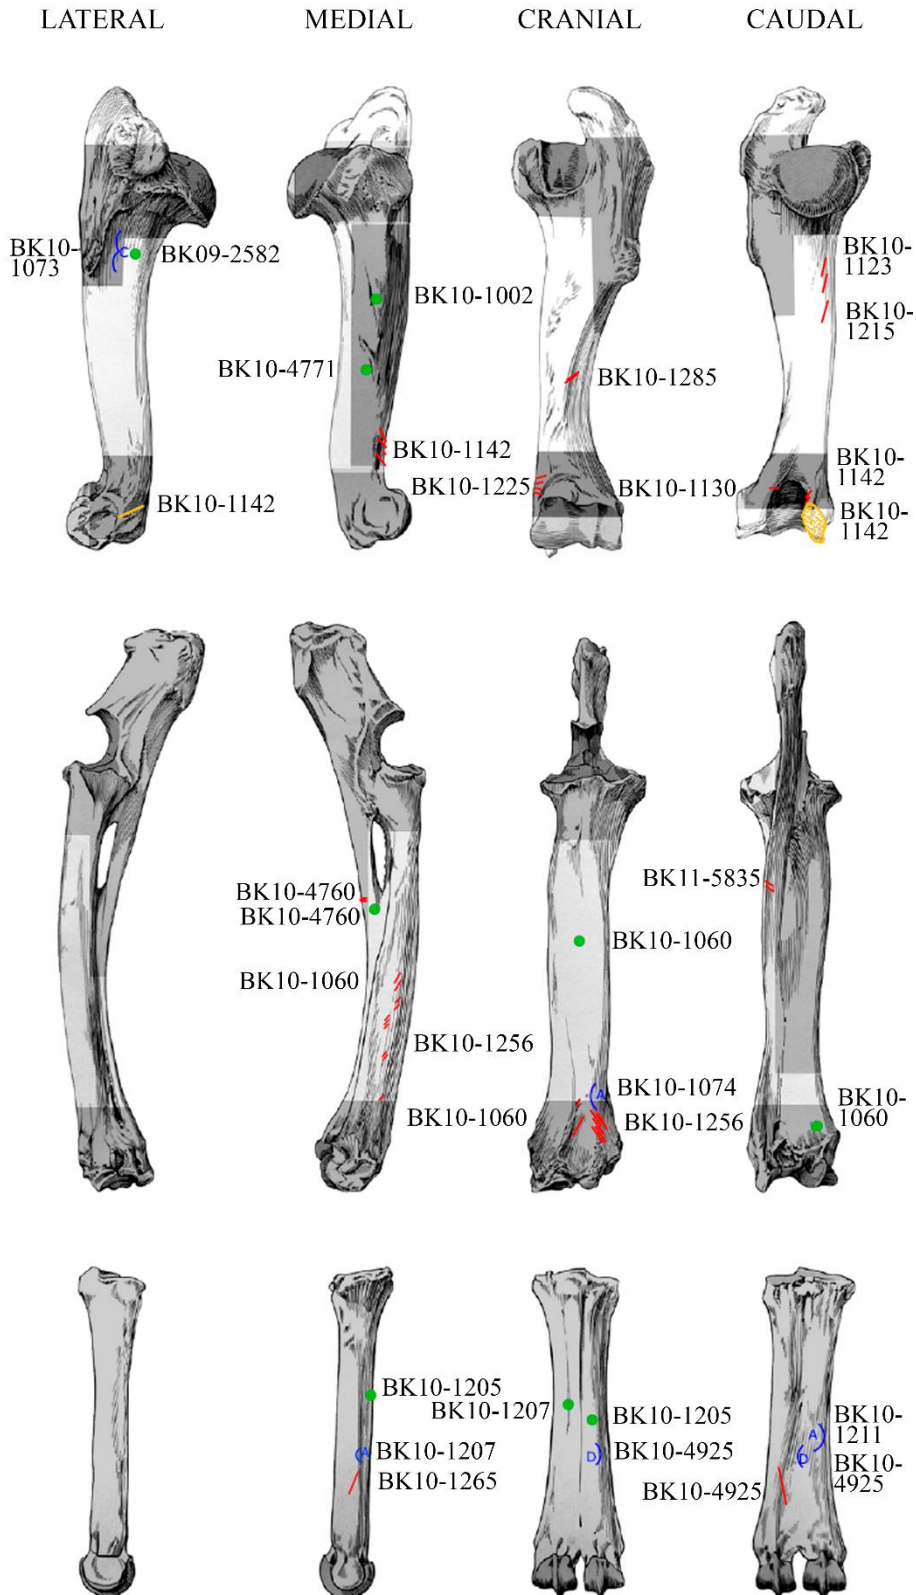 LATERAL MEDIAL CRANIAL CAUDAL
BK10-
1073
C
BK09-2582
BK10-1002
BK10-4771
BK10-1142
BK10-1142
BK10-1285
BK10-1225
BK10-1130
BK10-
1123
BK10-
1215
BK10-
1142
BK10-
1142
BK10-4760
BK10-4760
BK10-1060
BK10-1256
BK10-1060
BK10-1060
BK10-1074
A
BK10-1256
BK11-5835
BK10-
1060
BK10-1205
BK10-1207
A
BK10-1207
BK10-1265
BK10-1205
D
BK10-4925
BK10-
1211
A
D
BK10-
4925
BK10-4925